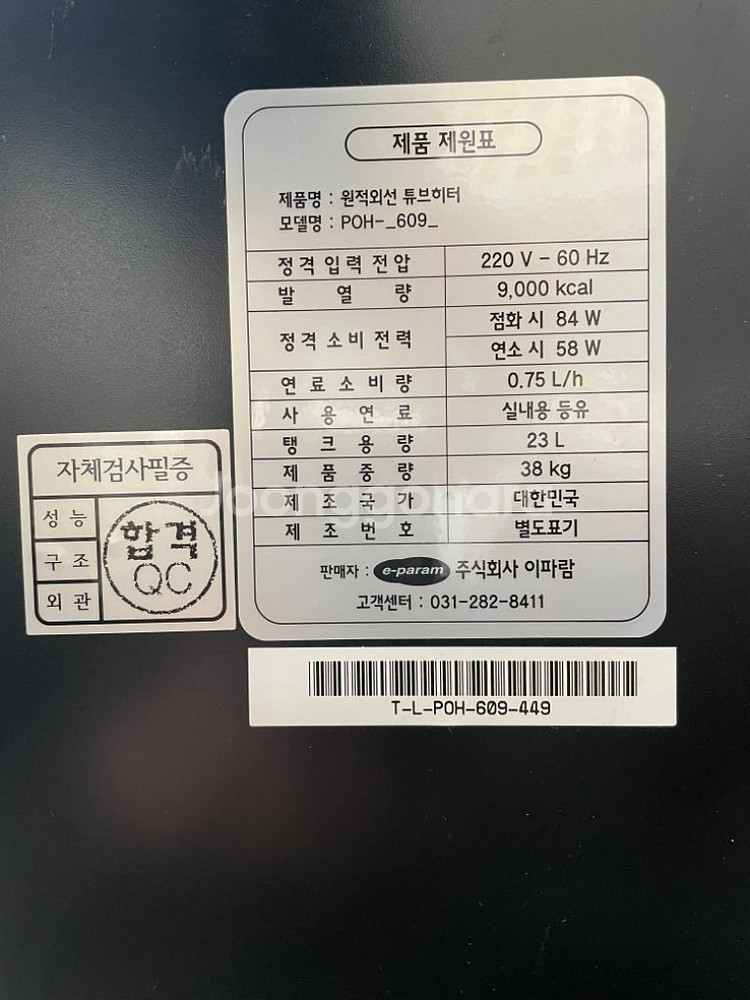 제품 제원표
제품명 : 원적외선 튜브히터
모델명 : POH-_609_
정격 입력 전압 220 V - 60 Hz
발 열 량 9,000 kcal
정격 소비 전력 점화 시 84 W
연소 시 58 W
연료소비량 0.75 L/h
사 용 연 료 실내용 등유
탱 크 용 량 23 L
제 품 중 량 38 kg
제 조 국 가 대한민국
제 조 번 호 별도표기
판매자 : e-param 주식회사 이파람
고객센터 : 031-282-8411
자체검사필증
성 능
구 조
외 관
합격
QC
T-L-POH-609-449
Joonggonara